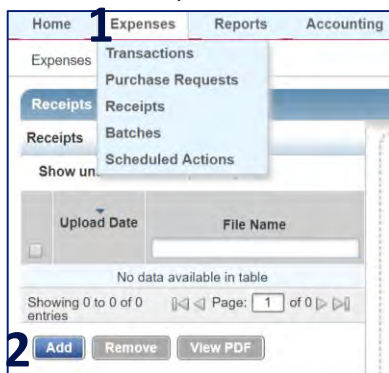 1
Home Expenses Reports Accounting
Expenses Transactions
Purchase Requests
Receipts Receipts
Receipts Batches
Scheduled Actions
Show un
Upload Date File Name
No data available in table
Showing 0 to 0 of 0 entries Page: 1 of 0
2
Add Remove View PDF